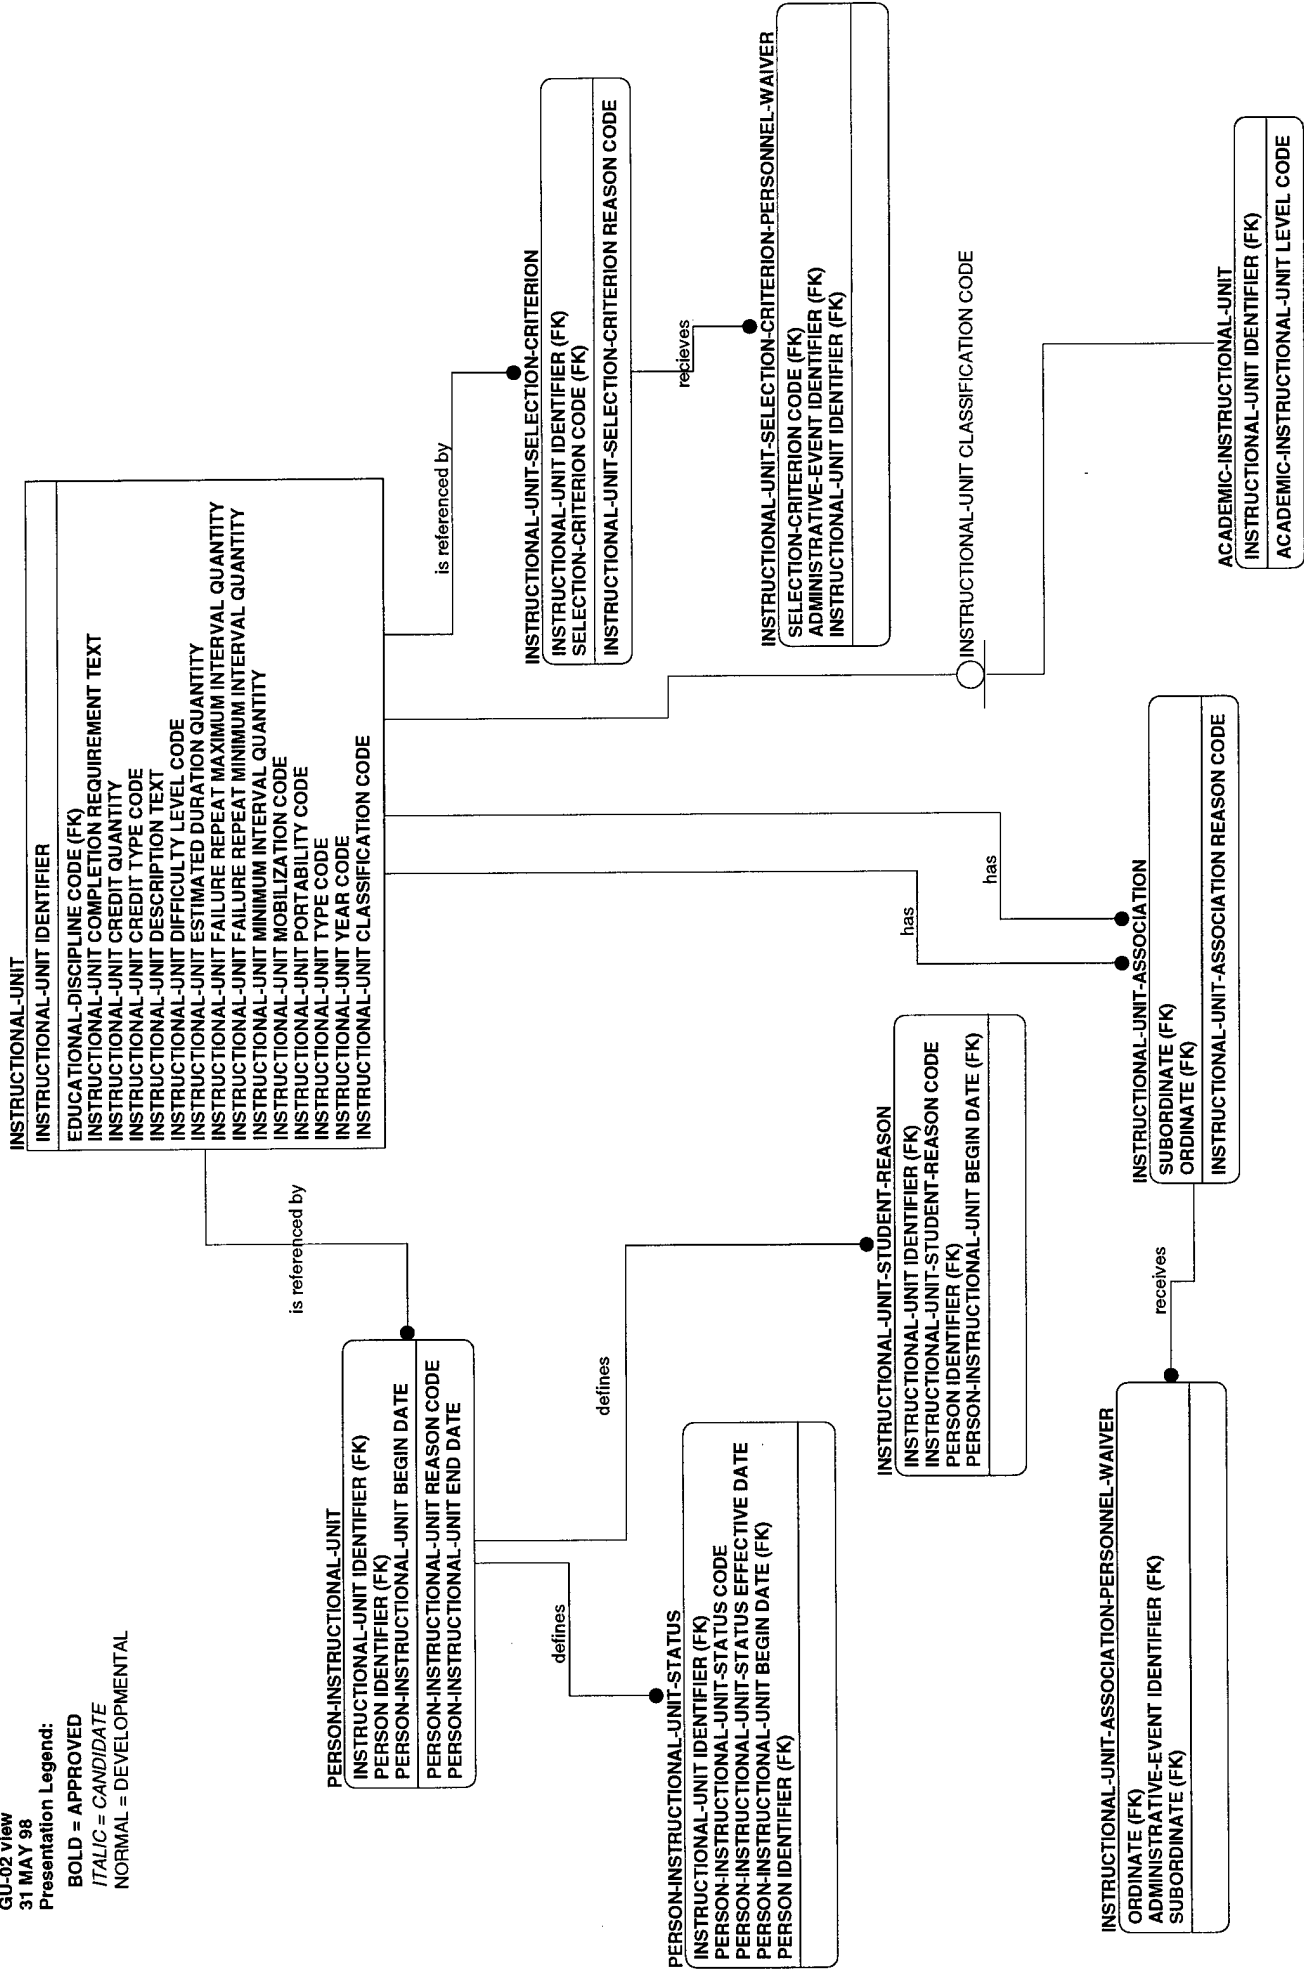 GU-02 view
31 MAY 98
Presentation Legend:
BOLD = APPROVED
ITALIC = CANDIDATE
NORMAL = DEVELOPMENTAL
INSTRUCTIONAL-UNIT
INSTRUCTIONAL-UNIT IDENTIFIER
EDUCATIONAL-DISCIPLINE CODE (FK)
INSTRUCTIONAL-UNIT COMPLETION REQUIREMENT TEXT
INSTRUCTIONAL-UNIT CREDIT QUANTITY
INSTRUCTIONAL-UNIT CREDIT TYPE CODE
INSTRUCTIONAL-UNIT DESCRIPTION TEXT
INSTRUCTIONAL-UNIT DIFFICULTY LEVEL CODE
INSTRUCTIONAL-UNIT ESTIMATED DURATION QUANTITY
INSTRUCTIONAL-UNIT FAILURE REPEAT MAXIMUM INTERVAL QUANTITY
INSTRUCTIONAL-UNIT FAILURE REPEAT MINIMUM INTERVAL QUANTITY
INSTRUCTIONAL-UNIT MINIMUM INTERVAL QUANTITY
INSTRUCTIONAL-UNIT MOBILIZATION CODE
INSTRUCTIONAL-UNIT PORTABILITY CODE
INSTRUCTIONAL-UNIT TYPE CODE
INSTRUCTIONAL-UNIT YEAR CODE
INSTRUCTIONAL-UNIT CLASSIFICATION CODE
is referenced by
is referenced by
PERSON-INSTRUCTIONAL-UNIT
INSTRUCTIONAL-UNIT IDENTIFIER (FK)
PERSON IDENTIFIER (FK)
PERSON-INSTRUCTIONAL-UNIT BEGIN DATE
PERSON-INSTRUCTIONAL-UNIT REASON CODE
PERSON-INSTRUCTIONAL-UNIT END DATE
INSTRUCTIONAL-UNIT-SELECTION-CRITERION
INSTRUCTIONAL-UNIT IDENTIFIER (FK)
SELECTION-CRITERION CODE (FK)
INSTRUCTIONAL-UNIT-SELECTION-CRITERION REASON CODE
defines
defines
recieves
PERSON-INSTRUCTIONAL-UNIT-STATUS
INSTRUCTIONAL-UNIT IDENTIFIER (FK)
PERSON-INSTRUCTIONAL-UNIT-STATUS CODE
PERSON-INSTRUCTIONAL-UNIT-STATUS EFFECTIVE DATE
PERSON-INSTRUCTIONAL-UNIT BEGIN DATE (FK)
PERSON IDENTIFIER (FK)
INSTRUCTIONAL-UNIT-SELECTION-CRITERION-PERSONNEL-WAIVER
SELECTION-CRITERION CODE (FK)
ADMINISTRATIVE-EVENT IDENTIFIER (FK)
INSTRUCTIONAL-UNIT IDENTIFIER (FK)
INSTRUCTIONAL-UNIT-STUDENT-REASON
INSTRUCTIONAL-UNIT IDENTIFIER (FK)
INSTRUCTIONAL-UNIT-STUDENT-REASON CODE
PERSON IDENTIFIER (FK)
PERSON-INSTRUCTIONAL-UNIT BEGIN DATE (FK)
has
has
INSTRUCTIONAL-UNIT CLASSIFICATION CODE
INSTRUCTIONAL-UNIT-ASSOCIATION-PERSONNEL-WAIVER
ORDINATE (FK)
ADMINISTRATIVE-EVENT IDENTIFIER (FK)
SUBORDINATE (FK)
receives
INSTRUCTIONAL-UNIT-ASSOCIATION
SUBORDINATE (FK)
ORDINATE (FK)
INSTRUCTIONAL-UNIT-ASSOCIATION REASON CODE
ACADEMIC-INSTRUCTIONAL-UNIT
INSTRUCTIONAL-UNIT IDENTIFIER (FK)
ACADEMIC-INSTRUCTIONAL-UNIT LEVEL CODE